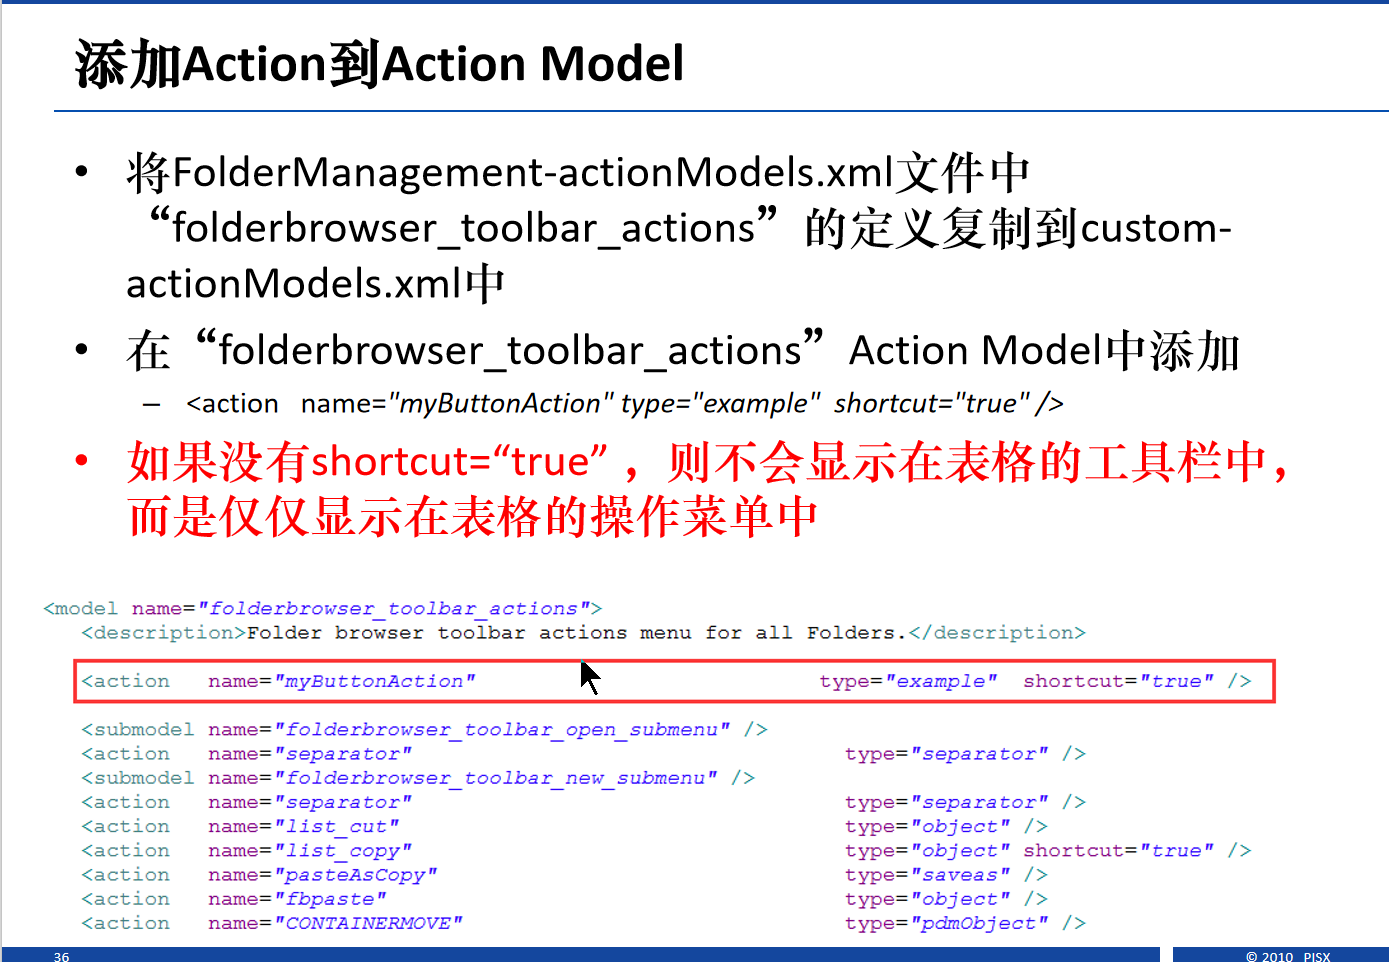 添加Action到Action Model
• 将FolderManagement-actionModels.xml文件中
“folderbrowser_toolbar_actions”的定义复制到custom-
actionModels.xml中
• 在“folderbrowser_toolbar_actions”Action Model中添加
– <action name="myButtonAction" type="example" shortcut="true" />
• 如果没有shortcut=“true”，则不会显示在表格的工具栏中，
而是仅仅显示在表格的操作菜单中
<model name="folderbrowser_toolbar_actions">
<description>Folder browser toolbar actions menu for all Folders.</description>
<action name="myButtonAction" type="example" shortcut="true" />
<submodel name="folderbrowser_toolbar_open_submenu" />
<action name="separator" type="separator" />
<submodel name="folderbrowser_toolbar_new_submenu" />
<action name="separator" type="separator" />
<action name="list_cut" type="object" />
<action name="list_copy" type="object" shortcut="true" />
<action name="pasteAsCopy" type="saveas" />
<action name="fbpaste" type="object" />
<action name="CONTAINERMOVE" type="pdmObject" />
36 © 2010 PISX